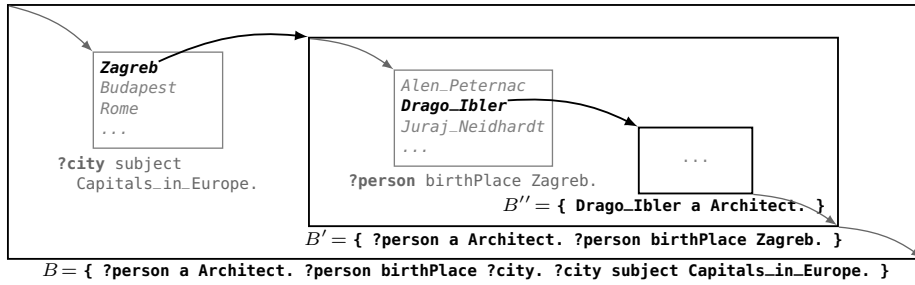 Zagreb
Budapest
Rome
...
?city subject
Capitals_in_Europe.
Alen_Peternac
Drago_Ibler
Juraj_Neidhardt
...
?person birthPlace Zagreb.
...
B′′ = { Drago_Ibler a Architect. }
B′ = { ?person a Architect. ?person birthPlace Zagreb. }
B = { ?person a Architect. ?person birthPlace ?city. ?city subject Capitals_in_Europe. }